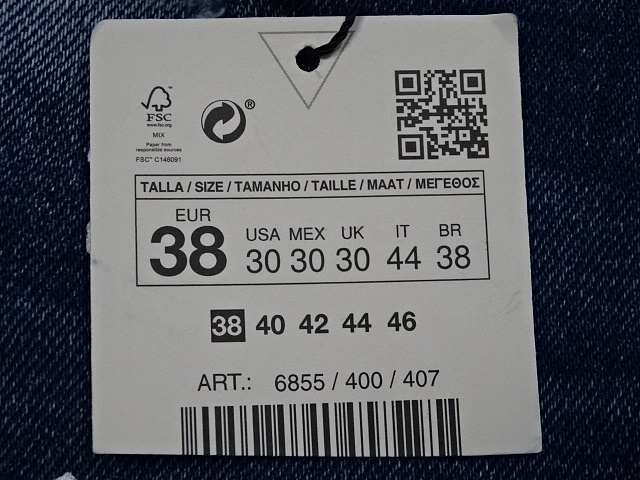 FSC
www.fsc.org
MIX
Paper from
responsible sources
FSC® C146091
®
TALLA / SIZE / TAMANHO / TAILLE / MAAT / ΜΕΓΕΘΟΣ
EUR
38
USA MEX UK IT BR
30 30 30 44 38
38 40 42 44 46
ART.: 6855 / 400 / 407